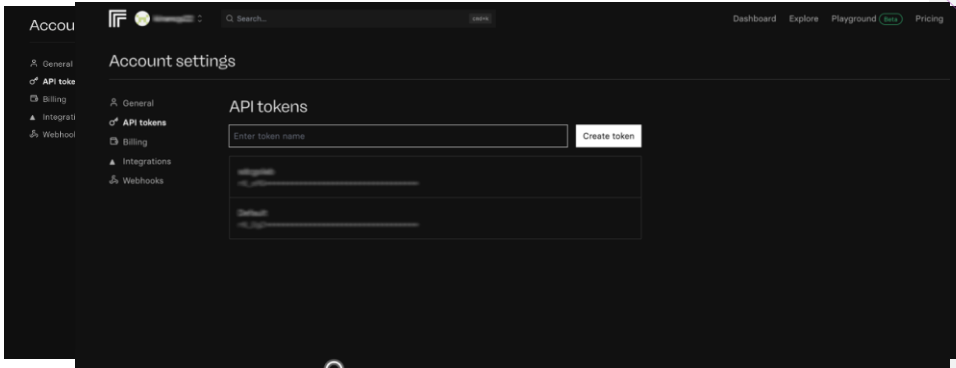 Accou
General
API toke
Billing
Integrati
Webhool
Search...
Dashboard Explore Playground Beta Pricing
Account settings
General
API tokens
Billing
Integrations
Webhooks
API tokens
Enter token name
Create token
Default